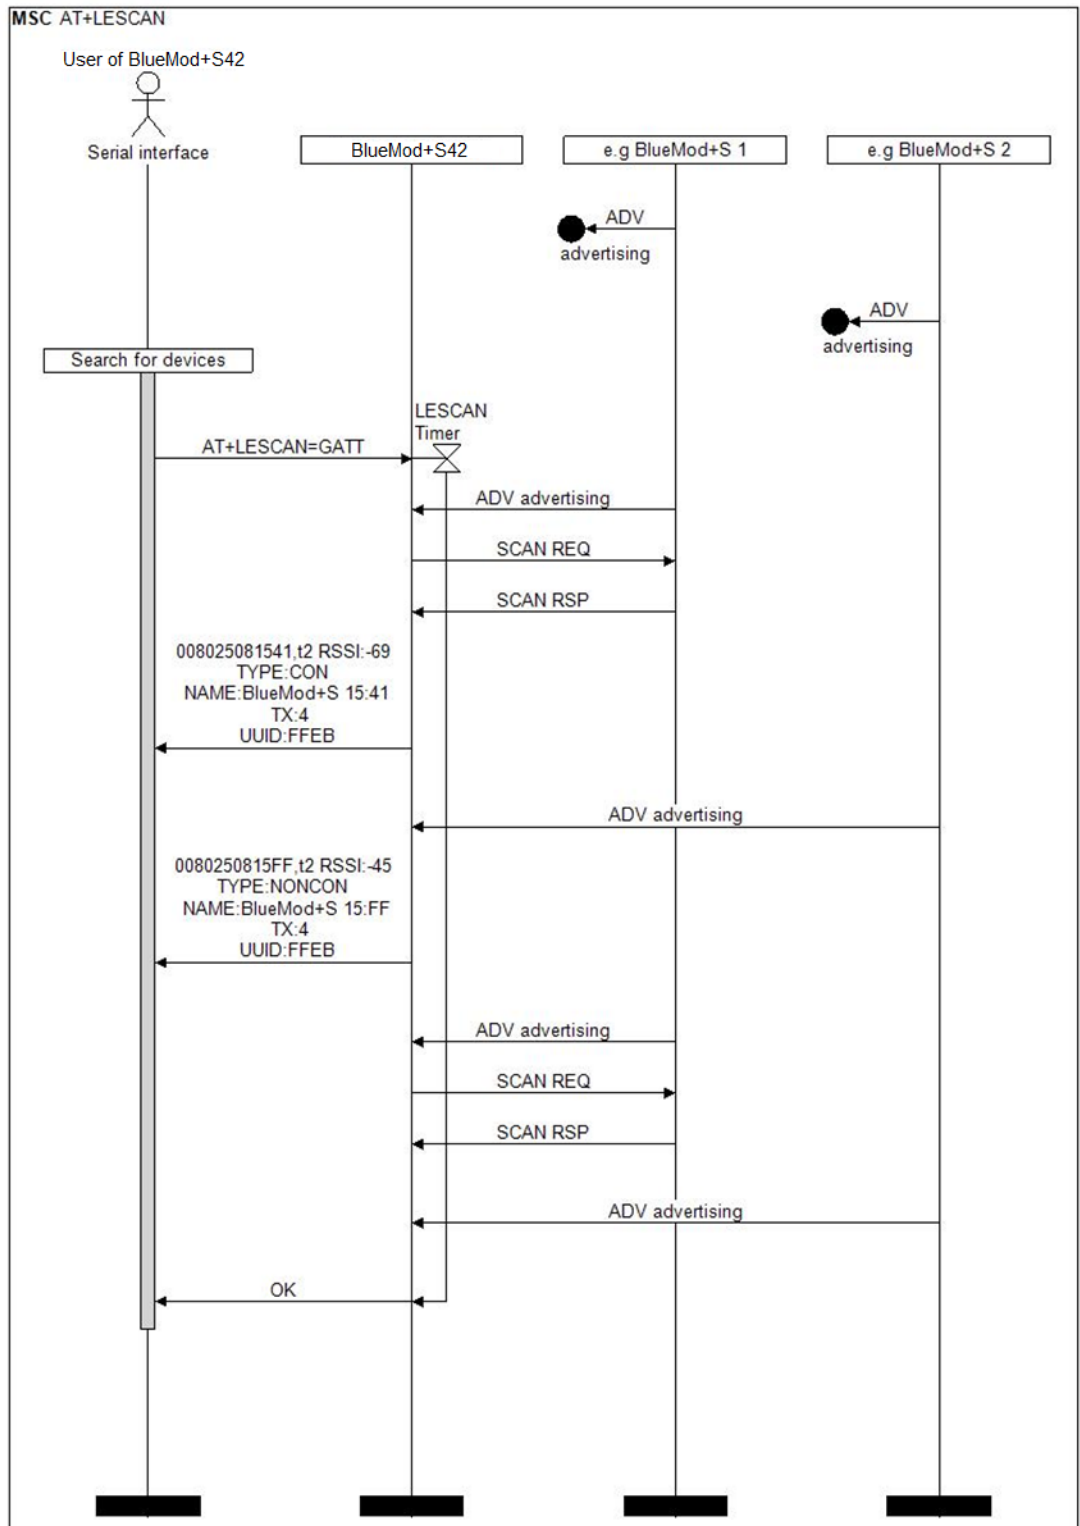 MSC AT+LESCAN
User of BlueMod+S42
Serial interface
BlueMod+S42
e.g BlueMod+S 1
e.g BlueMod+S 2
ADV
advertising
ADV
advertising
Search for devices
LESCAN
Timer
AT+LESCAN=GATT
ADV advertising
SCAN REQ
SCAN RSP
008025081541,t2 RSSI:-69
TYPE:CON
NAME:BlueMod+S 15:41
TX:4
UUID:FFEB
ADV advertising
0080250815FF,t2 RSSI:-45
TYPE:NONCON
NAME:BlueMod+S 15:FF
TX:4
UUID:FFEB
ADV advertising
SCAN REQ
SCAN RSP
ADV advertising
OK